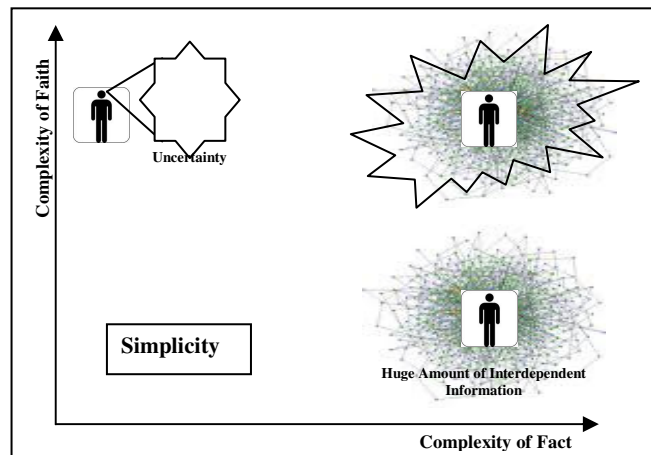 Complexity of Faith
Uncertainty
Simplicity
Huge Amount of Interdependent
Information
Complexity of Fact